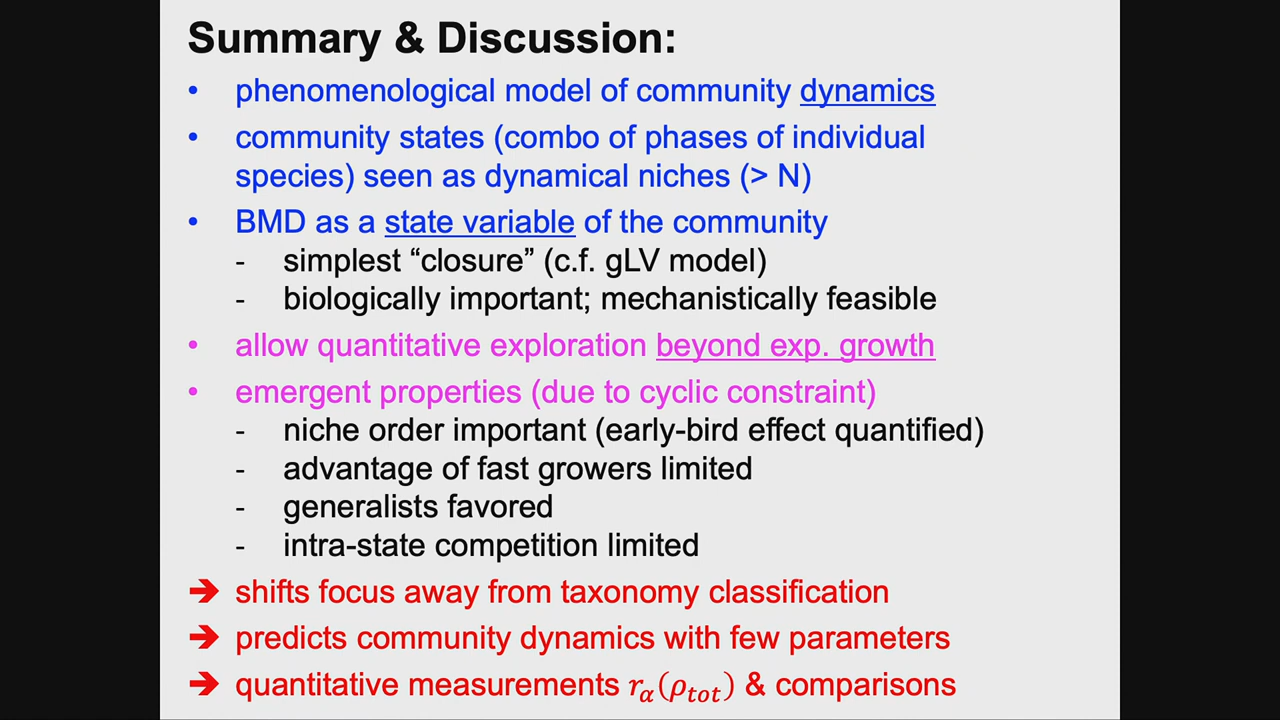 Summary & Discussion:
• phenomenological model of community dynamics
• community states (combo of phases of individual
species) seen as dynamical niches (> N)
• BMD as a state variable of the community
- simplest “closure” (c.f. gLV model)
- biologically important; mechanistically feasible
• allow quantitative exploration beyond exp. growth
• emergent properties (due to cyclic constraint)
- niche order important (early-bird effect quantified)
- advantage of fast growers limited
- generalists favored
- intra-state competition limited
➔ shifts focus away from taxonomy classification
➔ predicts community dynamics with few parameters
➔ quantitative measurements r_α(ρ_tot) & comparisons